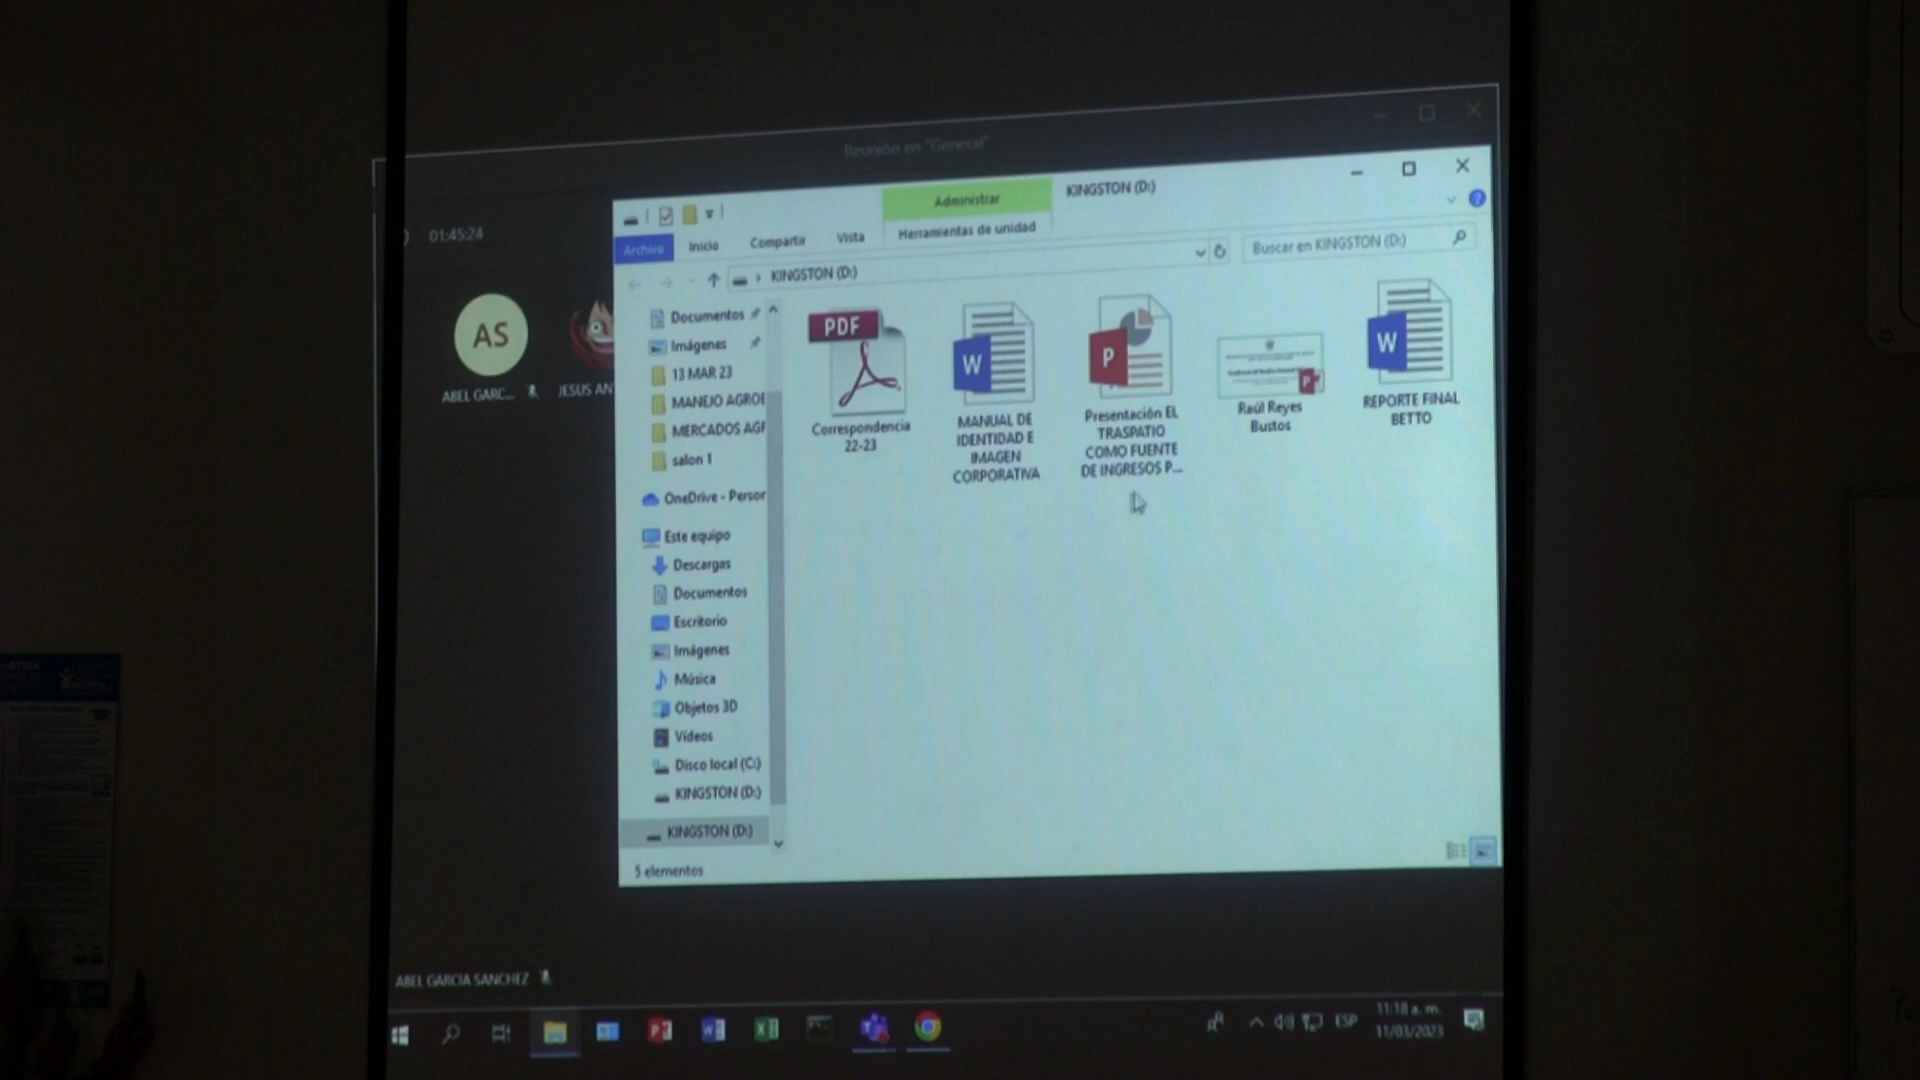 Reunión en "General"
01:45:24
AS
ABEL GARC...
JESUS AN
Administrar
KINGSTON (D:)
Archivo
Inicio
Compartir
Vista
Herramientas de unidad
KINGSTON (D:)
Buscar en KINGSTON (D:)
Documentos
Imágenes
13 MAR 23
MANEJO AGROE
MERCADOS AGR
salon 1
OneDrive - Person
Este equipo
Descargas
Documentos
Escritorio
Imágenes
Música
Objetos 3D
Vídeos
Disco local (C:)
KINGSTON (D:)
KINGSTON (D:)
5 elementos
PDF
Correspondencia
22-23
W
MANUAL DE
IDENTIDAD E
IMAGEN
CORPORATIVA
P
Presentación EL
TRASPATIO
COMO FUENTE
DE INGRESOS P...
P
Raúl Reyes
Bustos
W
REPORTE FINAL
BETTO
ABEL GARCIA SANCHEZ
ESP
11:18 a. m.
11/03/2023